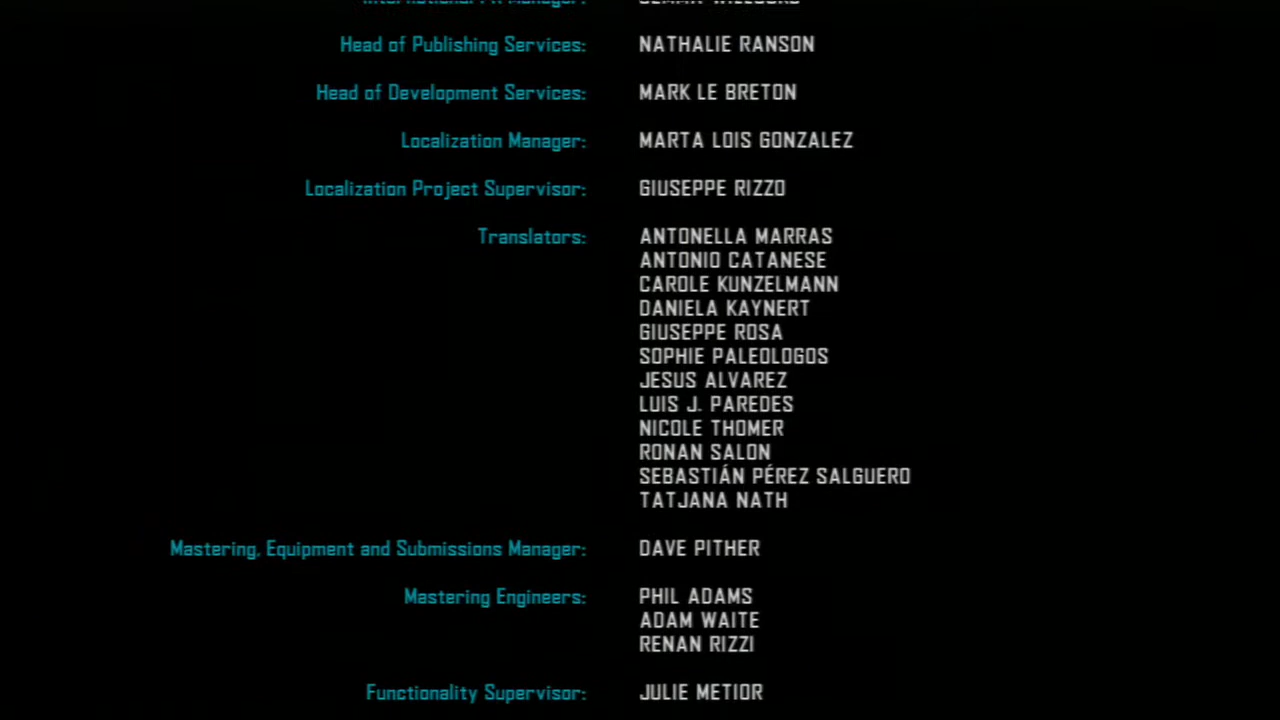 Head of Publishing Services: NATHALIE RANSON
Head of Development Services: MARK LE BRETON
Localization Manager: MARTA LOIS GONZALEZ
Localization Project Supervisor: GIUSEPPE RIZZO
Translators: ANTONELLA MARRAS
ANTONIO CATANESE
CAROLE KUNZELMANN
DANIELA KAYNERT
GIUSEPPE ROSA
SOPHIE PALEOLOGOS
JESUS ALVAREZ
LUIS J. PAREDES
NICOLE THOMER
RONAN SALON
SEBASTIÁN PÉREZ SALGUERO
TATJANA NATH
Mastering, Equipment and Submissions Manager: DAVE PITHER
Mastering Engineers: PHIL ADAMS
ADAM WAITE
RENAN RIZZI
Functionality Supervisor: JULIE METIOR